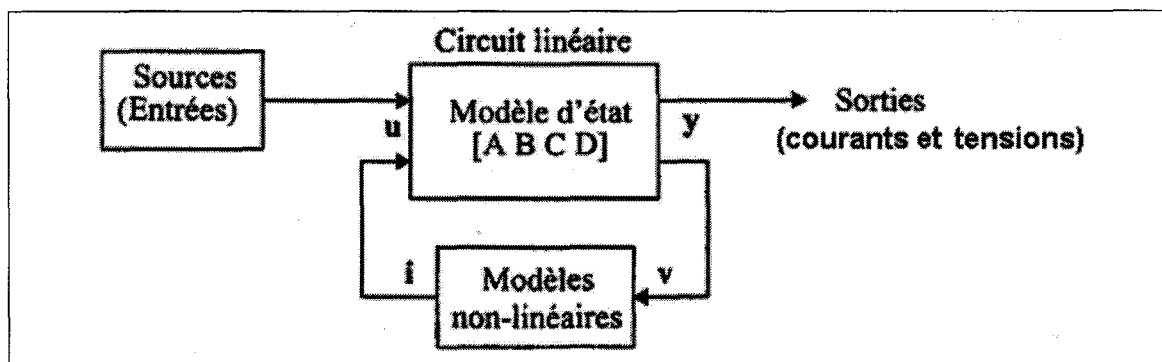 Circuit linéaire
Sources
(Entrées)
Modèle d'état
[A B C D]
u
y
Sorties
(courants et tensions)
i
v
Modèles
non-linéaires